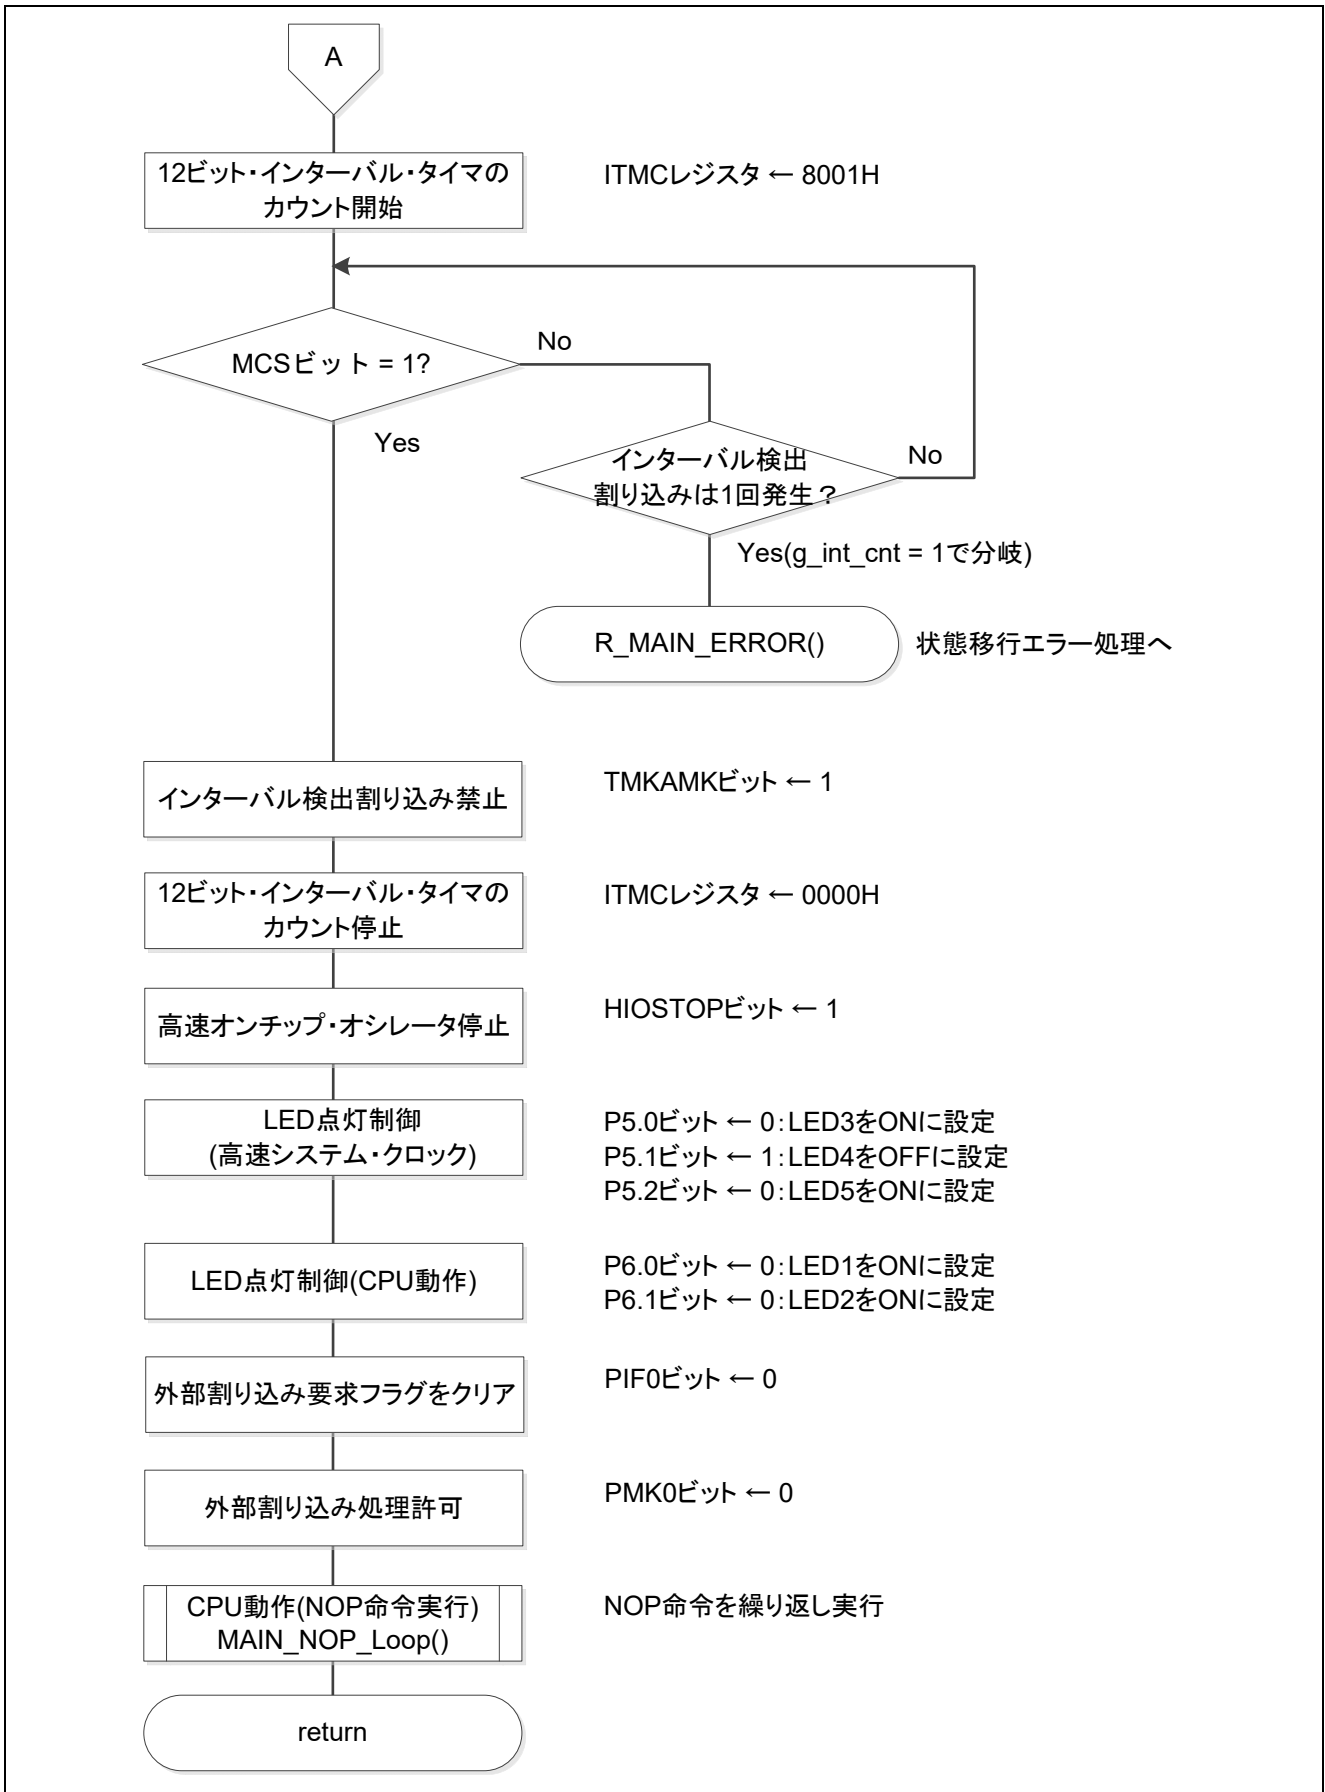 A
12ビット・インターバル・タイマの
カウント開始
ITMCレジスタ ← 8001H
MCSビット = 1?
No
Yes
インターバル検出
割り込みは1回発生？
No
Yes(g_int_cnt = 1で分岐)
R_MAIN_ERROR()
状態移行エラー処理へ
インターバル検出割り込み禁止
TMKAMKビット ← 1
12ビット・インターバル・タイマの
カウント停止
ITMCレジスタ ← 0000H
高速オンチップ・オシレータ停止
HIOSTOPビット ← 1
LED点灯制御
(高速システム・クロック)
P5.0ビット ← 0：LED3をONに設定
P5.1ビット ← 1：LED4をOFFに設定
P5.2ビット ← 0：LED5をONに設定
LED点灯制御(CPU動作)
P6.0ビット ← 0：LED1をONに設定
P6.1ビット ← 0：LED2をONに設定
外部割り込み要求フラグをクリア
PIF0ビット ← 0
外部割り込み処理許可
PMK0ビット ← 0
CPU動作(NOP命令実行)
MAIN_NOP_Loop()
NOP命令を繰り返し実行
return